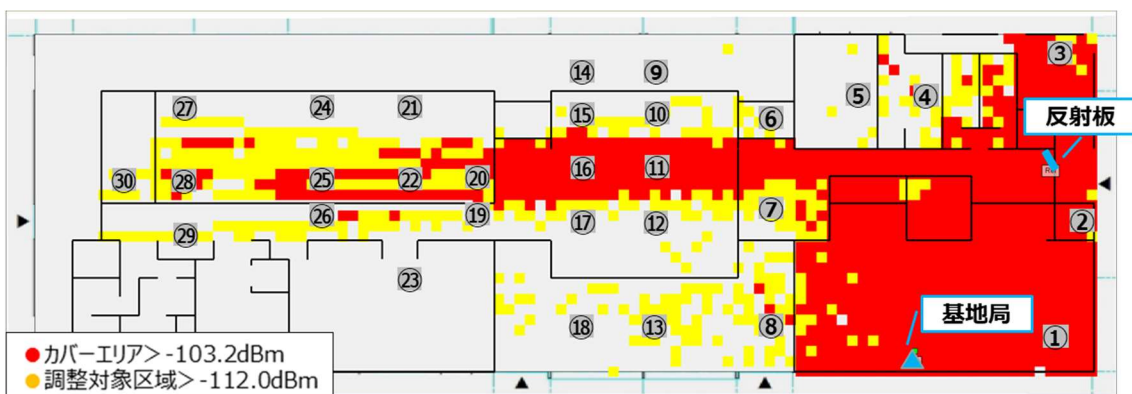 ③
⑭ ⑨
⑤ ④
㉗ ㉔ ㉑ ⑮ ⑩ ⑥
反射板
㉚ ㉘ ㉕ ㉒ ⑳ ⑯ ⑪
㉖ ⑲ ⑰ ⑫ ⑦ ②
㉙
㉓
基地局
⑱ ⑬ ⑧ ①
●カバーエリア> -103.2dBm
●調整対象区域> -112.0dBm